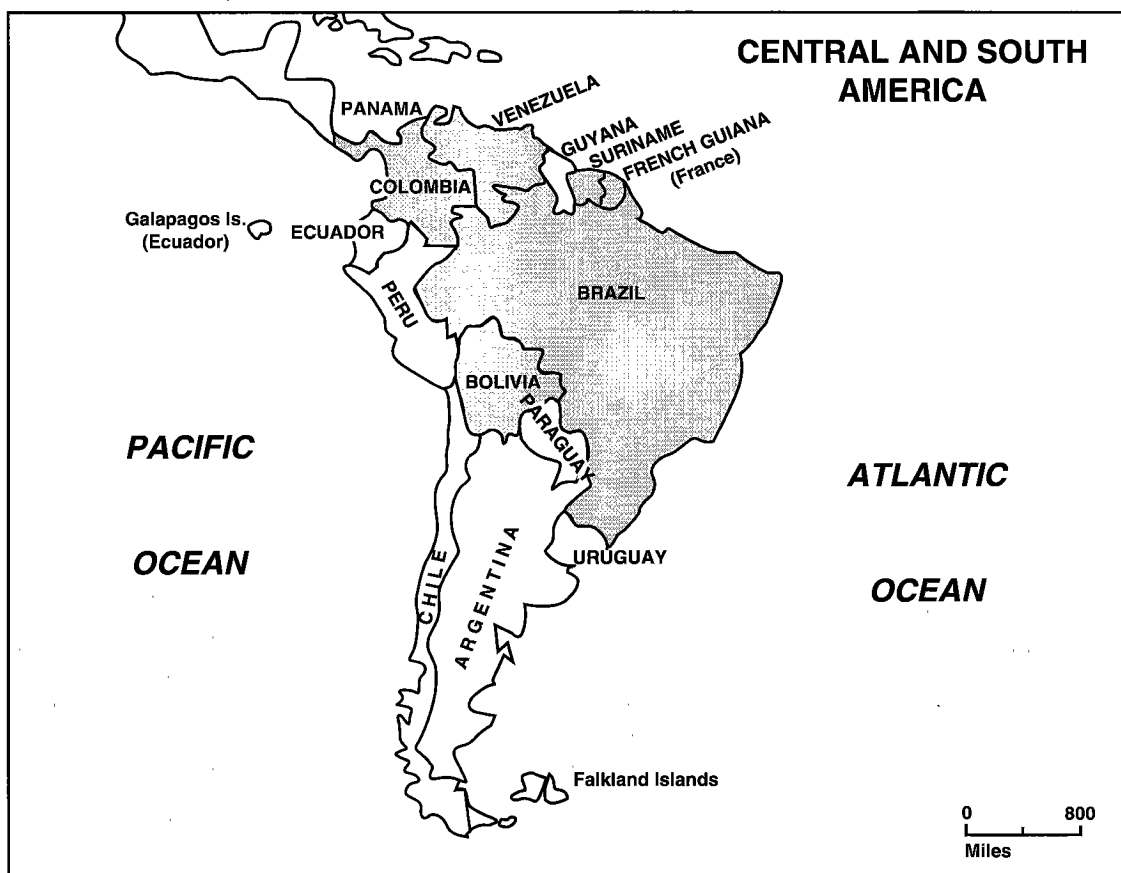 CENTRAL AND SOUTH
AMERICA
PANAMA
VENEZUELA
GUYANA
SURINAME
FRENCH GUIANA
(France)
COLOMBIA
Galapagos Is.
(Ecuador)
ECUADOR
PERU
BRAZIL
BOLIVIA
PARAGUAY
PACIFIC
OCEAN
ATLANTIC
OCEAN
CHILE
ARGENTINA
URUGUAY
Falkland Islands
0 800
Miles